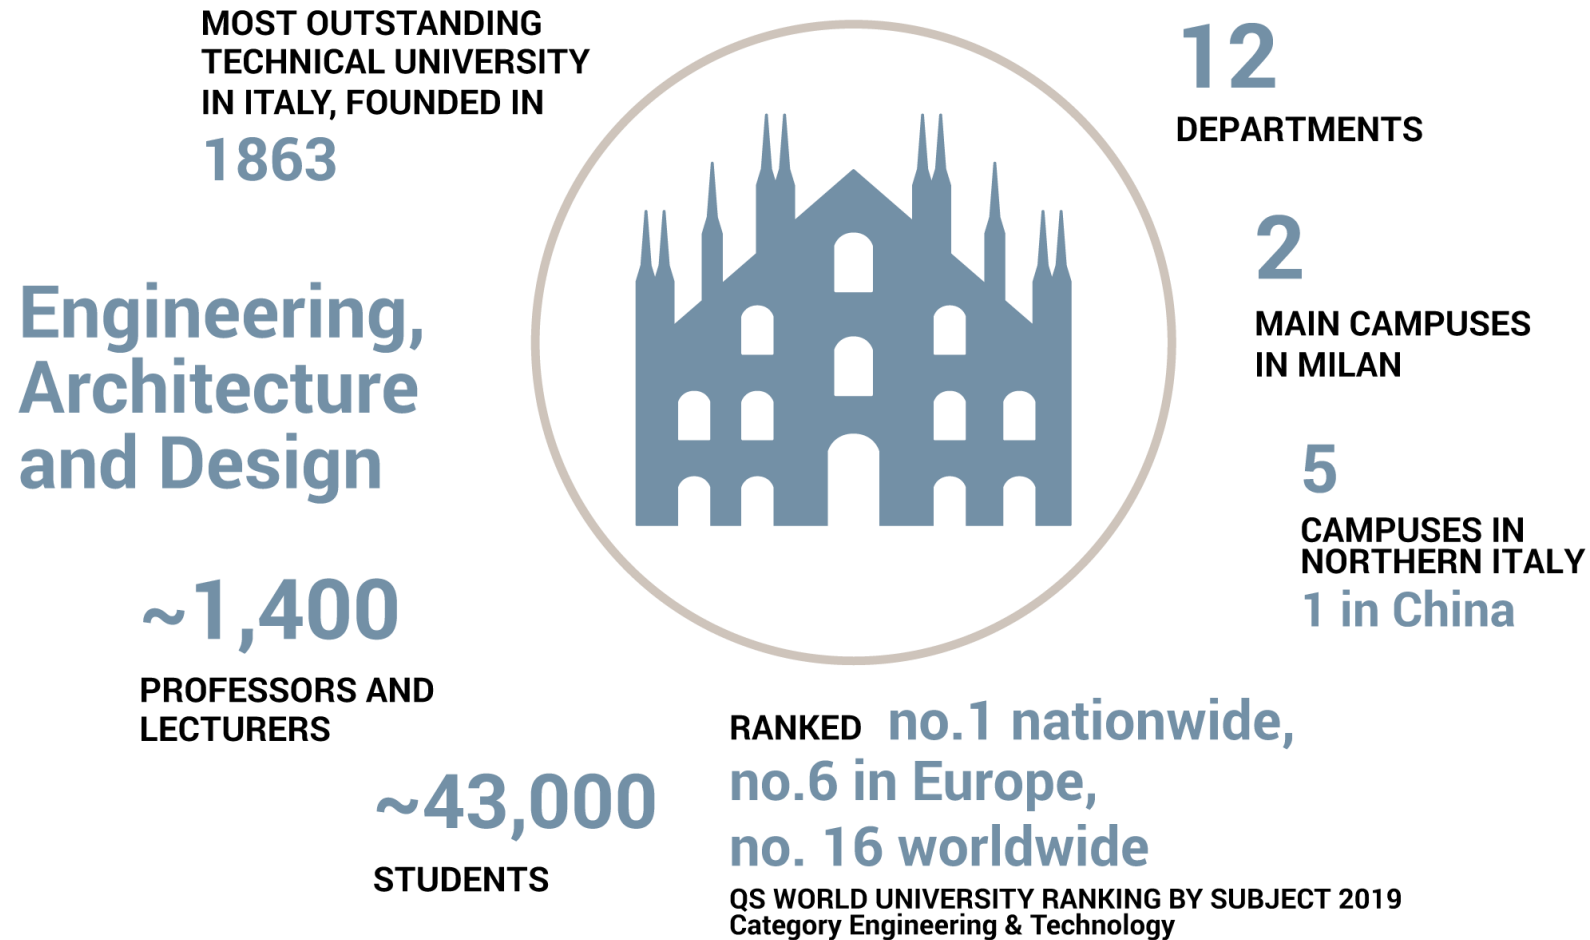 MOST OUTSTANDING
TECHNICAL UNIVERSITY
IN ITALY, FOUNDED IN
1863
Engineering,
Architecture
and Design
~1,400
PROFESSORS AND
LECTURERS
~43,000
STUDENTS
12
DEPARTMENTS
2
MAIN CAMPUSES
IN MILAN
5
CAMPUSES IN
NORTHERN ITALY
1 in China
RANKED no.1 nationwide,
no.6 in Europe,
no. 16 worldwide
QS WORLD UNIVERSITY RANKING BY SUBJECT 2019
Category Engineering & Technology